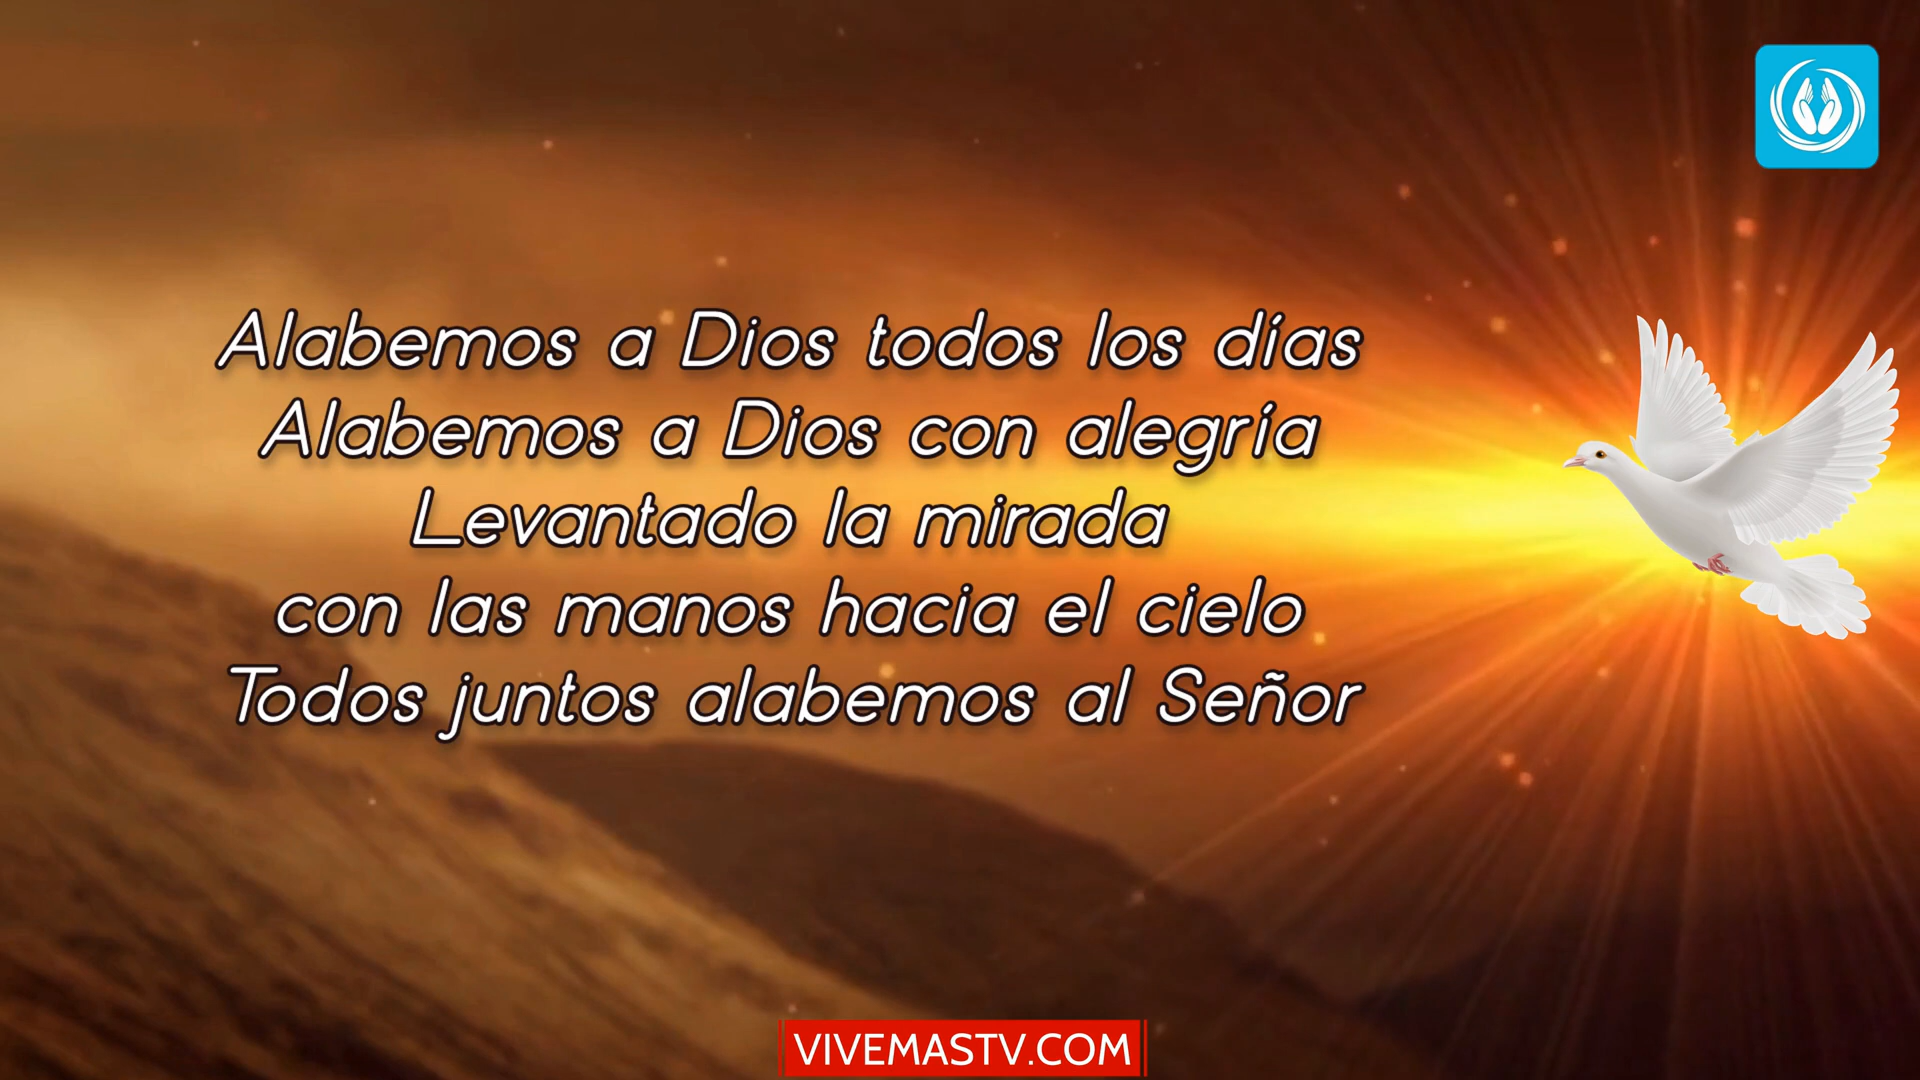 Alabemos a Dios todos los días
Alabemos a Dios con alegría
Levantado la mirada
con las manos hacia el cielo
Todos juntos alabemos al Señor
VIVEMASTV.COM